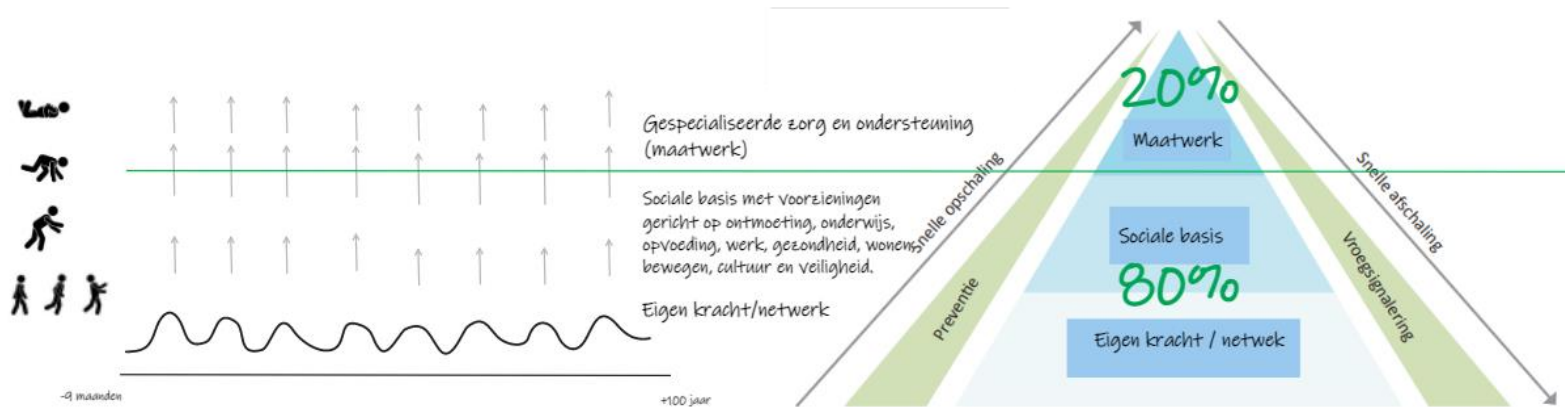 Gespecialiseerde zorg en ondersteuning
(maatwerk)
Sociale basis met voorzieningen
gericht op ontmoeting, onderwijs,
opvoeding, werk, gezondheid, wonen,
bewegen, cultuur en veiligheid.
Eigen kracht/netwerk
-9 maanden
+100 jaar
20%
Maatwerk
Sociale basis
80%
Eigen kracht / netwek
Snelle opschaling
Preventie
Snelle afschaling
Vroegsignalering